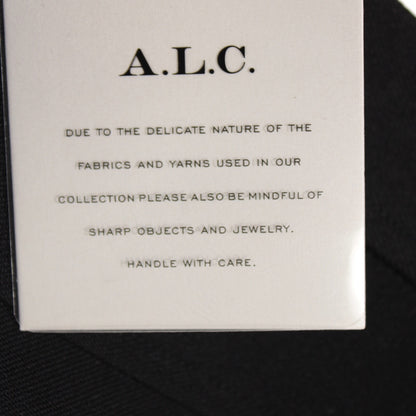 A.L.C.
DUE TO THE DELICATE NATURE OF THE
FABRICS AND YARNS USED IN OUR
COLLECTION PLEASE ALSO BE MINDFUL OF
SHARP OBJECTS AND JEWELRY.
HANDLE WITH CARE.